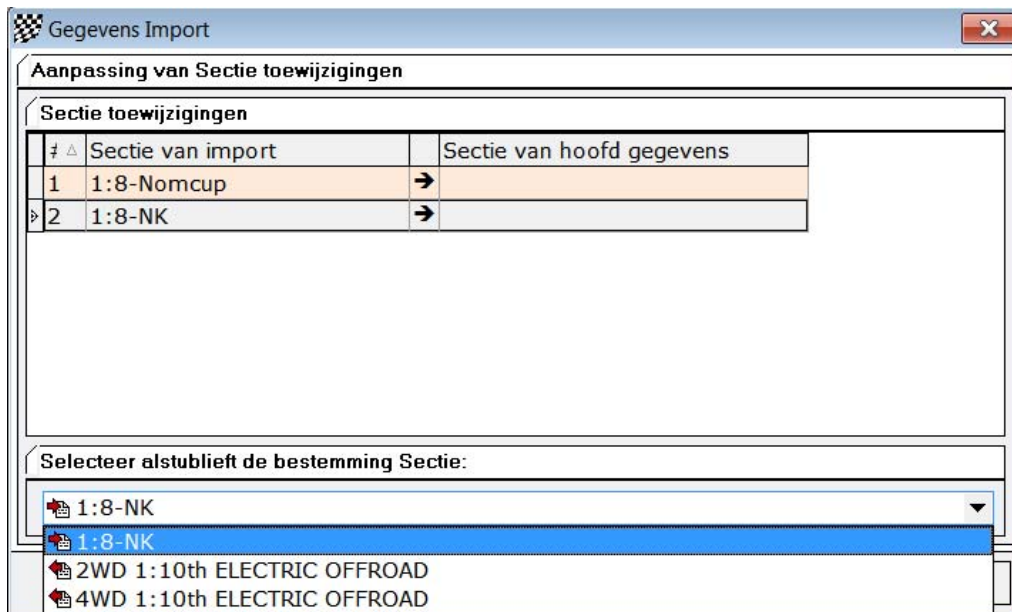 Gegevens Import
Aanpassing van Sectie toewijzigingen
Sectie toewijzigingen
Sectie van import Sectie van hoofd gegevens
1 1:8-Nomcup
2 1:8-NK
Selecteer alstublieft de bestemming Sectie:
1:8-NK
1:8-NK
2WD 1:10th ELECTRIC OFFROAD
4WD 1:10th ELECTRIC OFFROAD